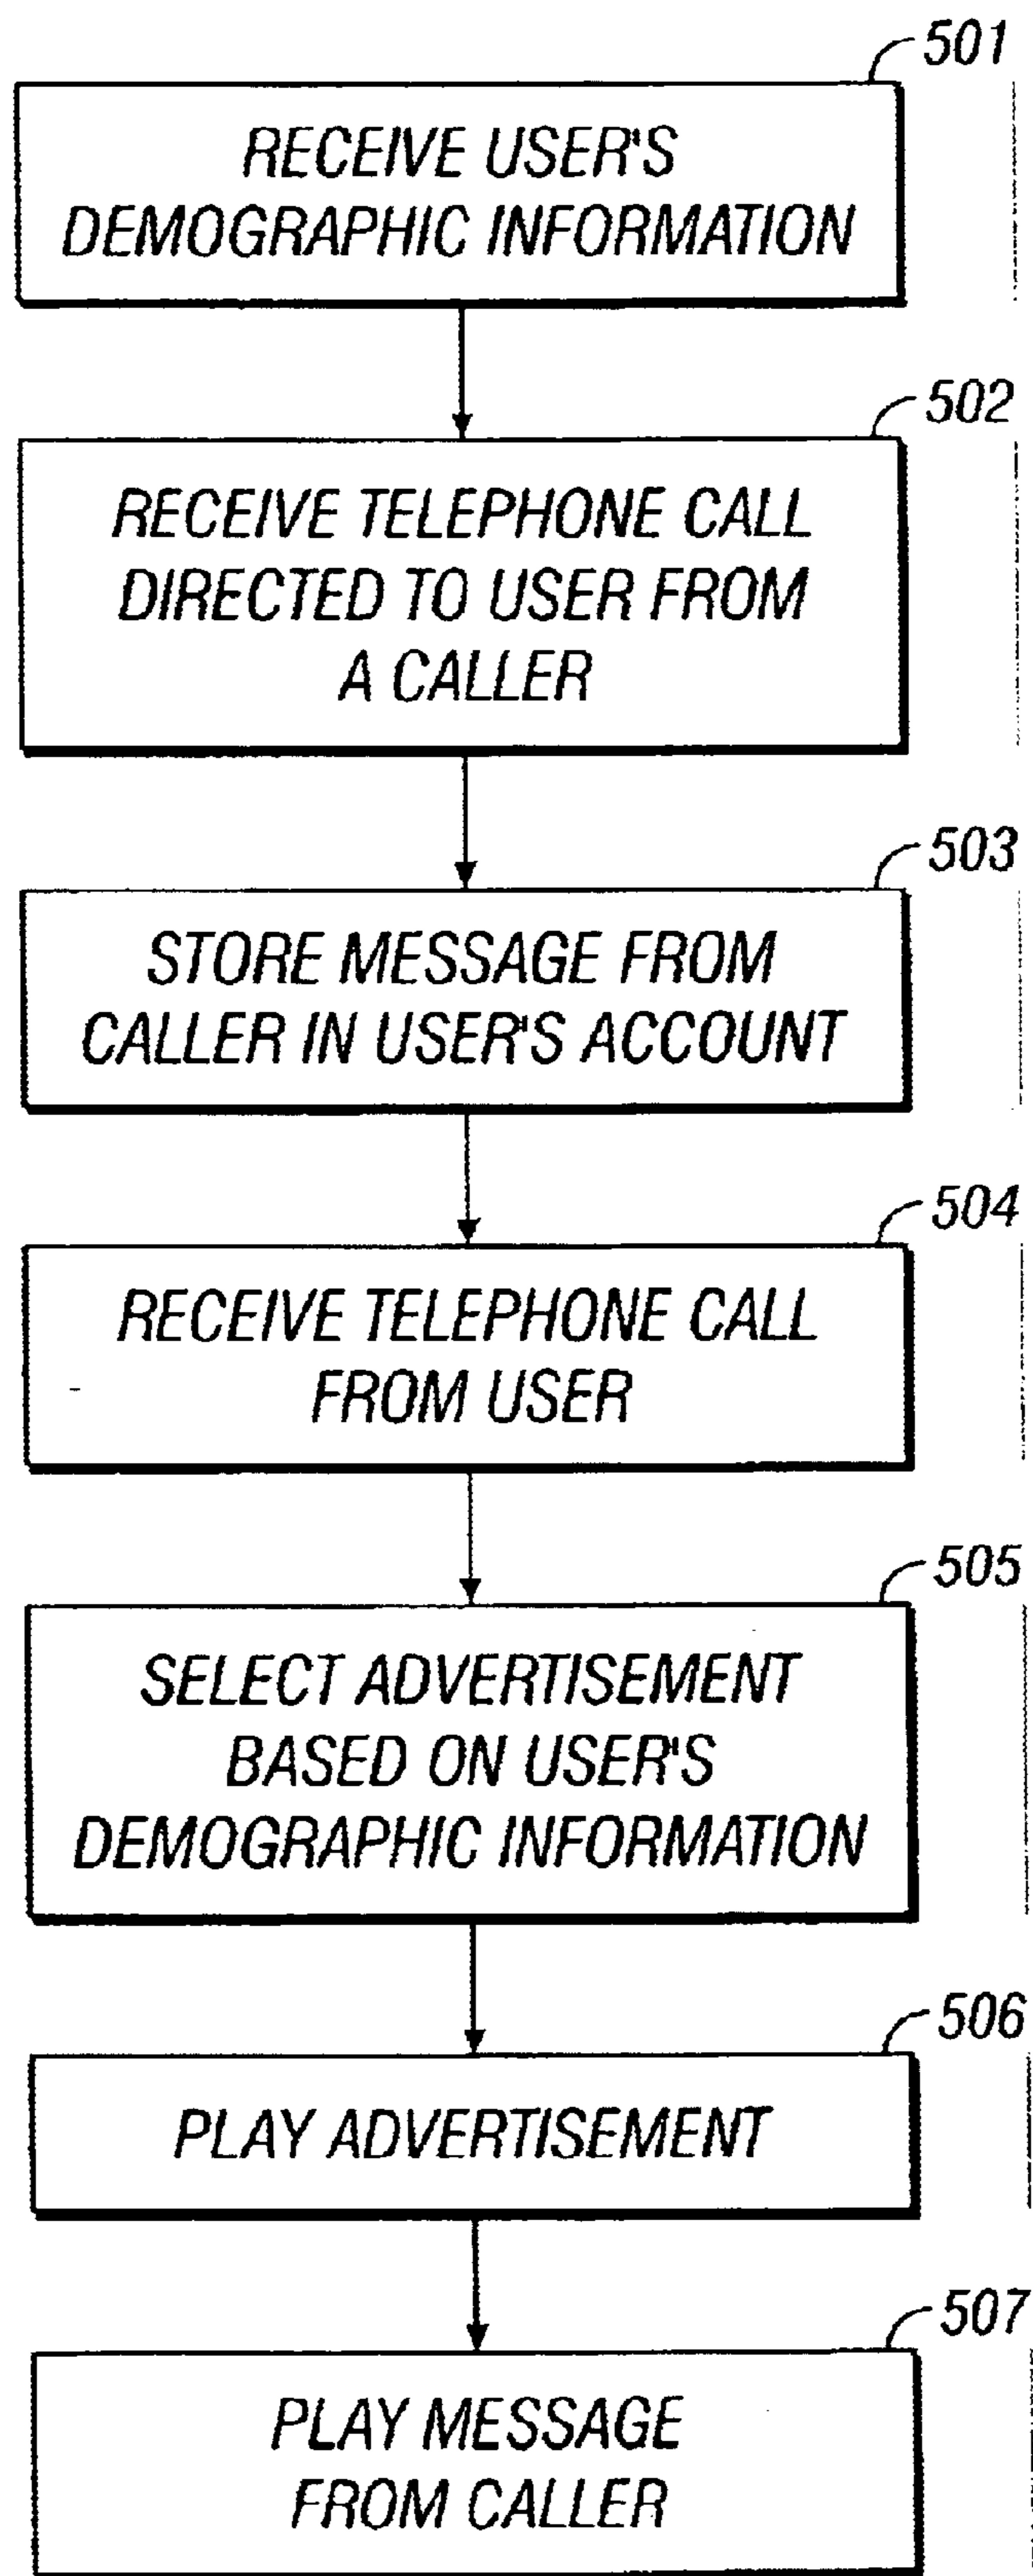 501
RECEIVE USER'S
DEMOGRAPHIC INFORMATION
502
RECEIVE TELEPHONE CALL
DIRECTED TO USER FROM
A CALLER
503
STORE MESSAGE FROM
CALLER IN USER'S ACCOUNT
504
RECEIVE TELEPHONE CALL
FROM USER
505
SELECT ADVERTISEMENT
BASED ON USER'S
DEMOGRAPHIC INFORMATION
506
PLAY ADVERTISEMENT
507
PLAY MESSAGE
FROM CALLER